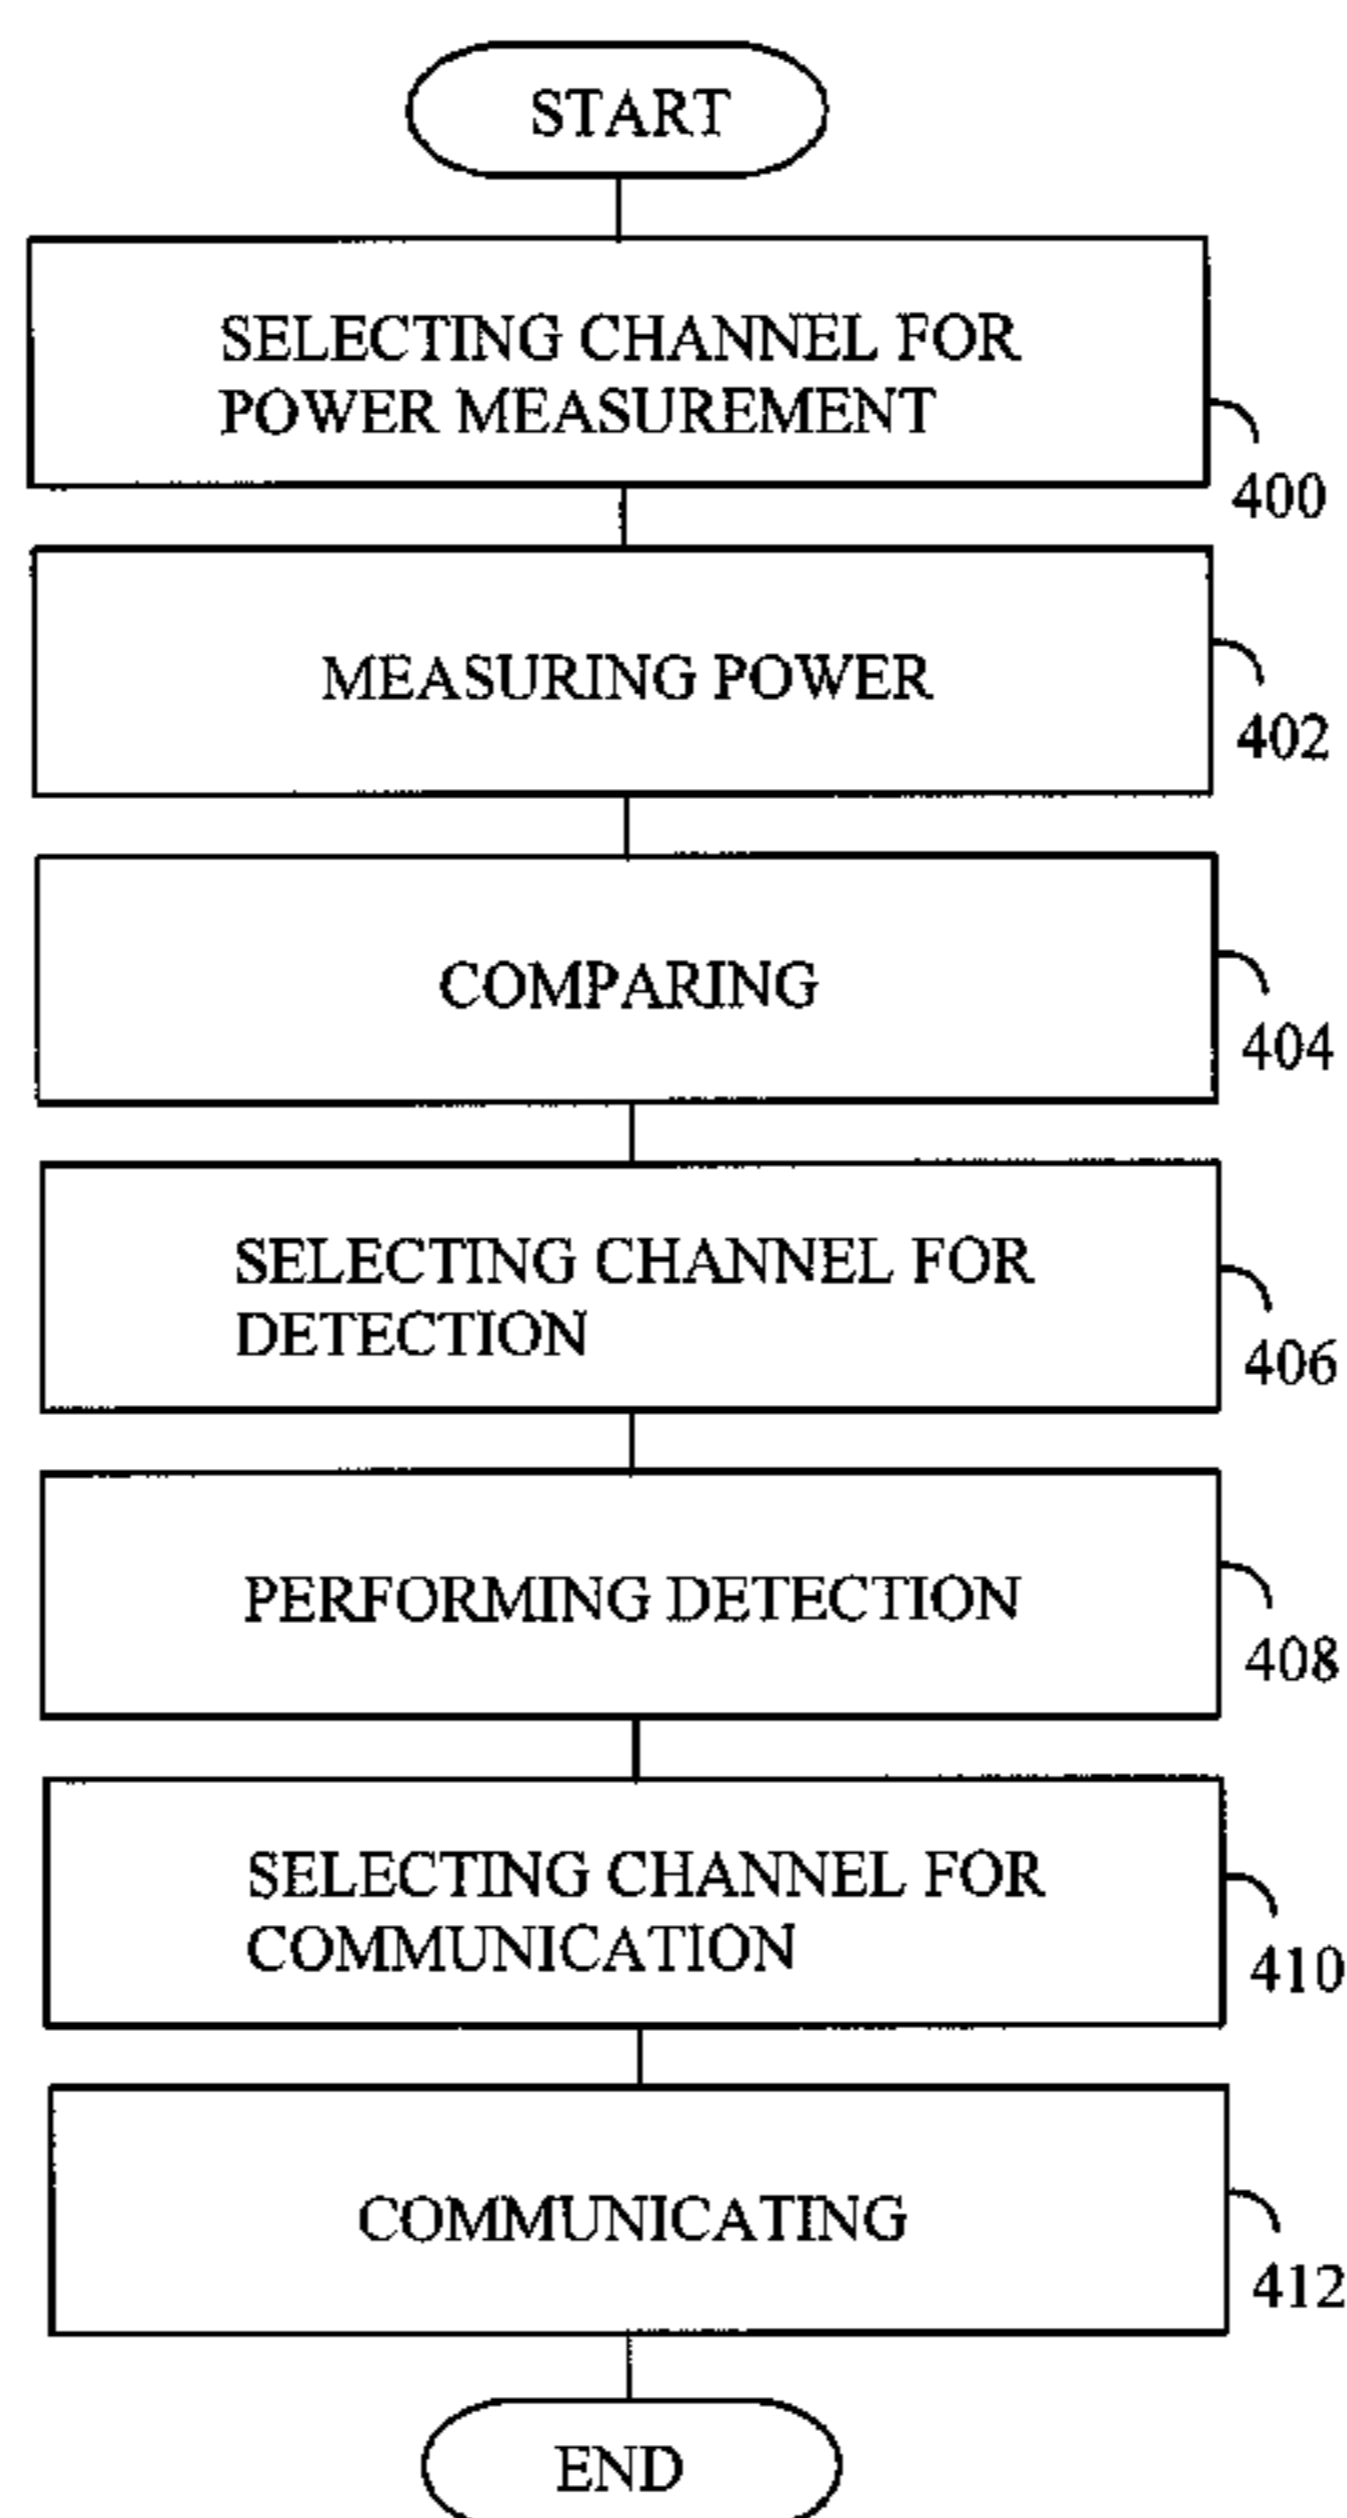 START
SELECTING CHANNEL FOR
POWER MEASUREMENT
400
MEASURING POWER
402
COMPARING
404
SELECTING CHANNEL FOR
DETECTION
406
PERFORMING DETECTION
408
SELECTING CHANNEL FOR
COMMUNICATION
410
COMMUNICATING
412
END